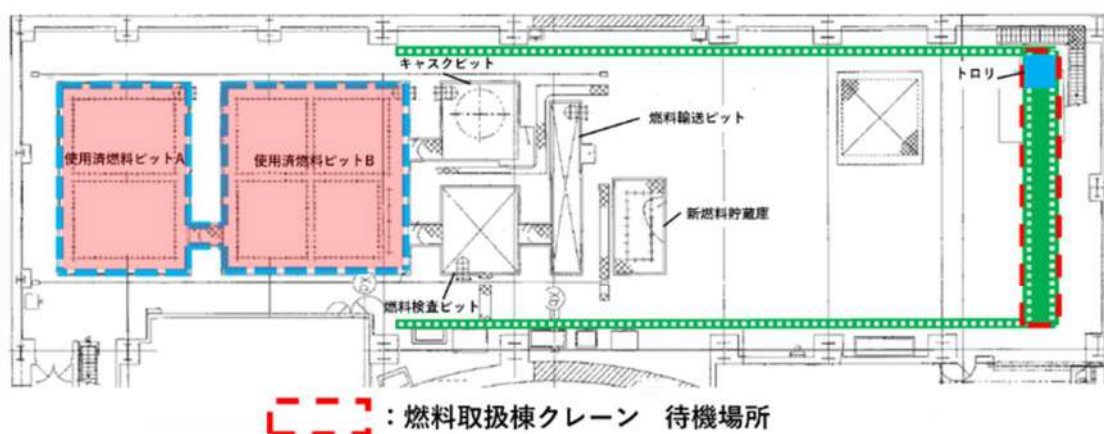 キャスクピット
トロリ
燃料輸送ピット
使用済燃料ピットA
使用済燃料ピットB
新燃料貯蔵庫
燃料検査ピット
：燃料取扱棟クレーン　待機場所